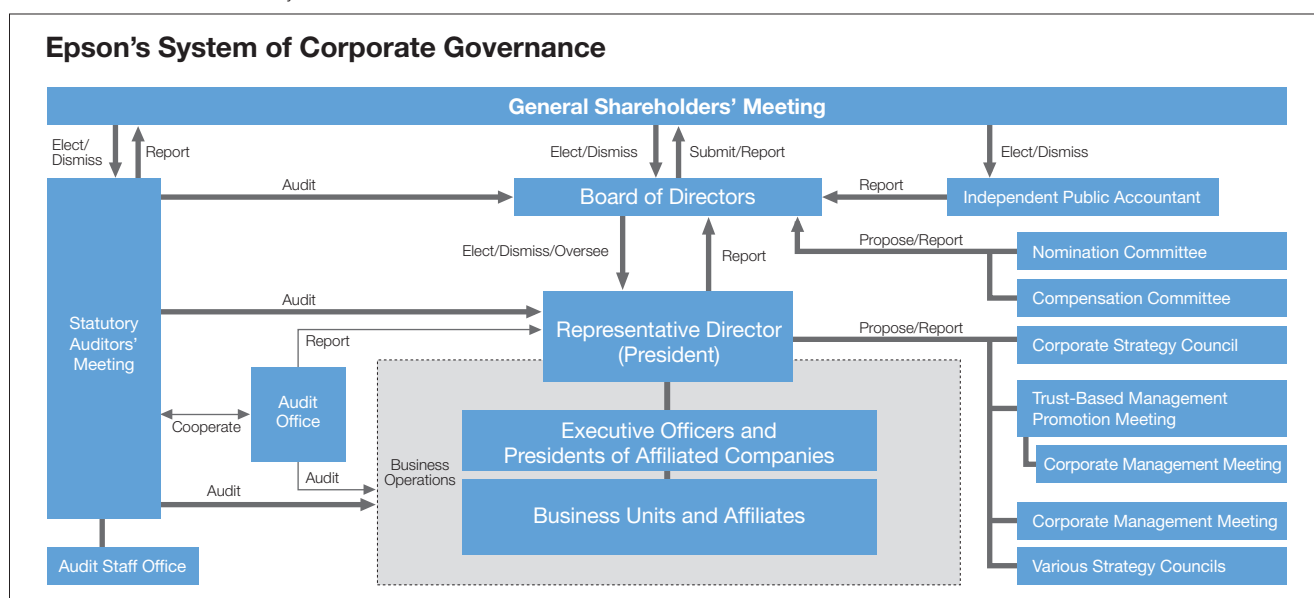 Epson’s System of Corporate Governance
General Shareholders’ Meeting
Elect/
Dismiss
Report
Elect/Dismiss
Submit/Report
Elect/Dismiss
Audit
Board of Directors
Report
Independent Public Accountant
Elect/Dismiss/Oversee
Report
Propose/Report
Nomination Committee
Compensation Committee
Audit
Statutory
Auditors’
Meeting
Report
Representative Director
(President)
Propose/Report
Corporate Strategy Council
Audit
Office
Cooperate
Trust-Based Management
Promotion Meeting
Executive Officers and
Presidents of Affiliated Companies
Corporate Management Meeting
Business
Operations
Audit
Audit
Business Units and Affiliates
Corporate Management Meeting
Audit Staff Office
Various Strategy Councils